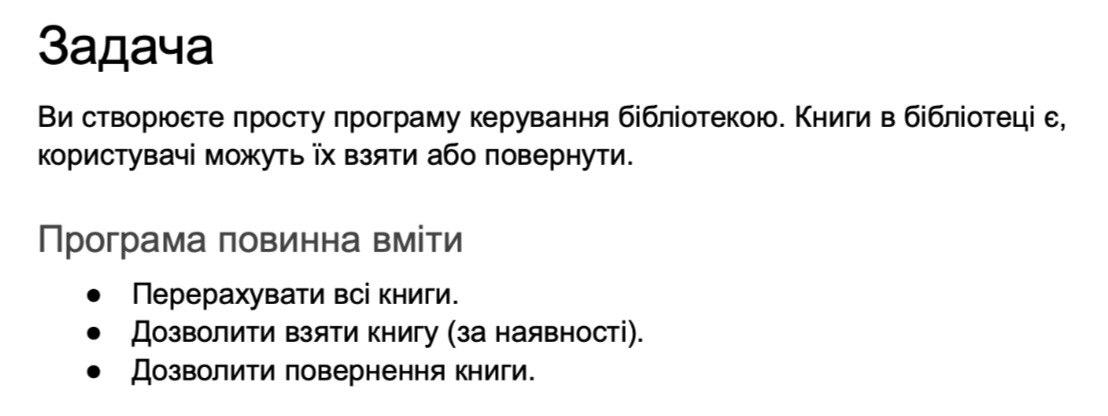 Задача
Ви створюєте просту програму керування бібліотекою. Книги в бібліотеці є,
користувачі можуть їх взяти або повернути.
Програма повинна вміти
● Перерахувати всі книги.
● Дозволити взяти книгу (за наявності).
● Дозволити повернення книги.